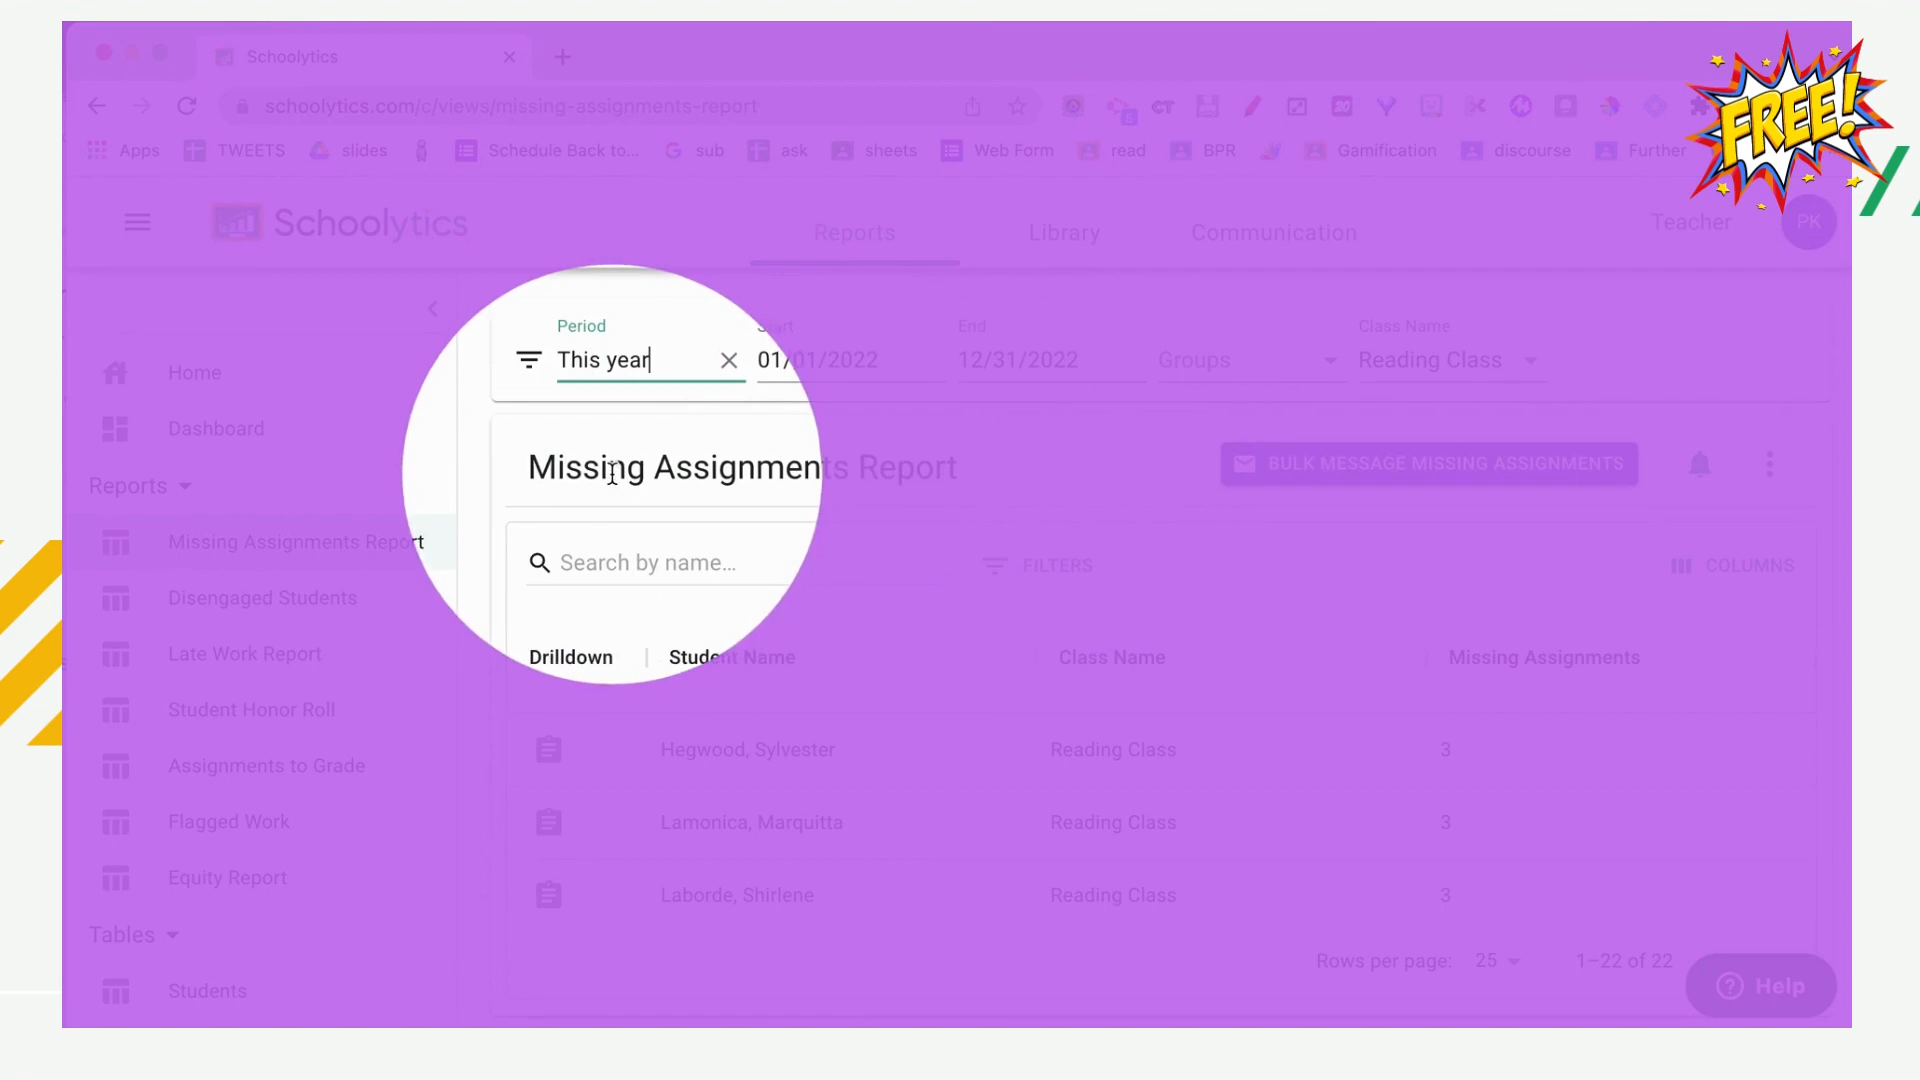 Schoolytics
FREE!
schoolytics.com/c/views/missing-assignments-report
Apps TWEETS slides Schedule Back to... sub ask sheets Web Form read BPR Gamification discourse Further
Schoolytics
Reports Library Communication Teacher PK
Period Start End Class Name
This year 01/01/2022 12/31/2022 Groups Reading Class
Home
Dashboard
Reports
Missing Assignments Report
Disengaged Students
Late Work Report
Student Honor Roll
Assignments to Grade
Flagged Work
Equity Report
Tables
Students
Missing Assignments Report BULK MESSAGE MISSING ASSIGNMENTS
Search by name... FILTERS COLUMNS
Drilldown Student Name Class Name Missing Assignments
Hegwood, Sylvester Reading Class 3
Lamonica, Marquitta Reading Class 3
Laborde, Shirlene Reading Class 3
Rows per page: 25 1–22 of 22
Help